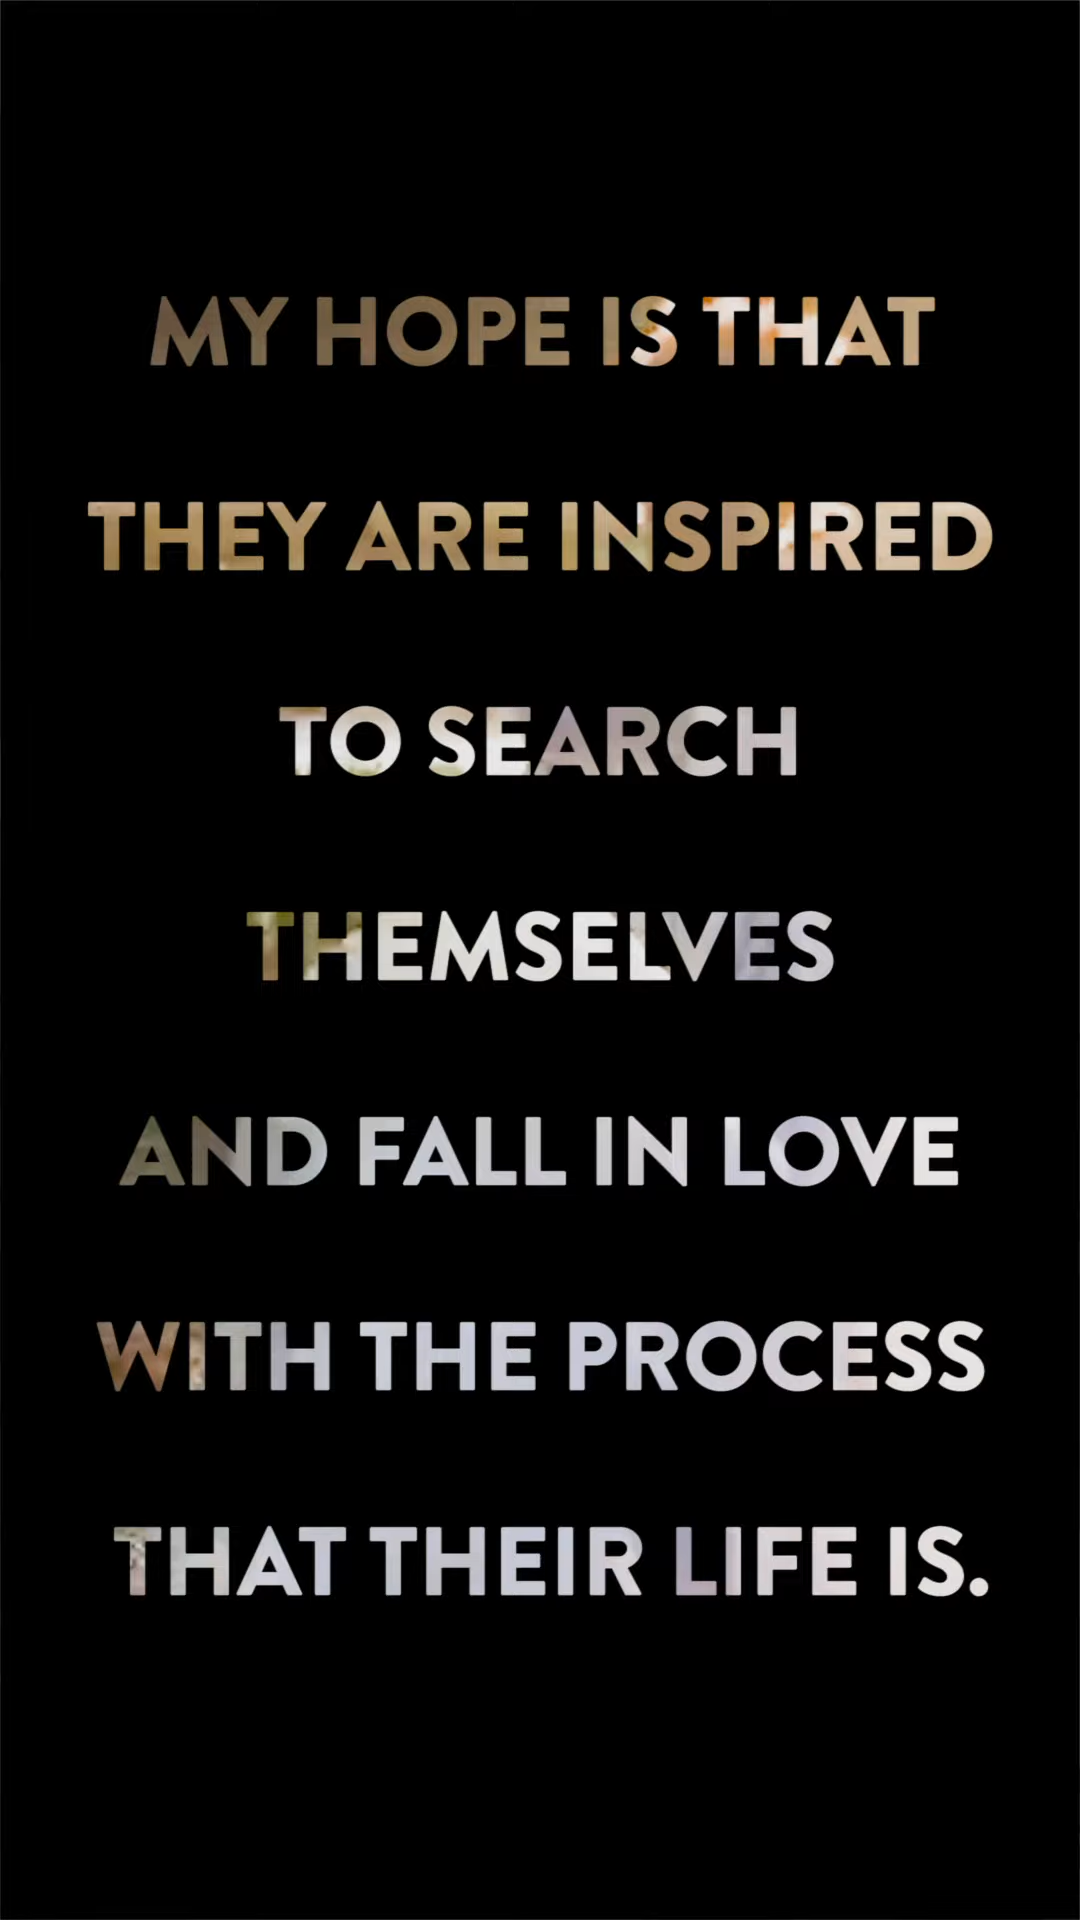 MY HOPE IS THAT
THEY ARE INSPIRED
TO SEARCH
THEMSELVES
AND FALL IN LOVE
WITH THE PROCESS
THAT THEIR LIFE IS.